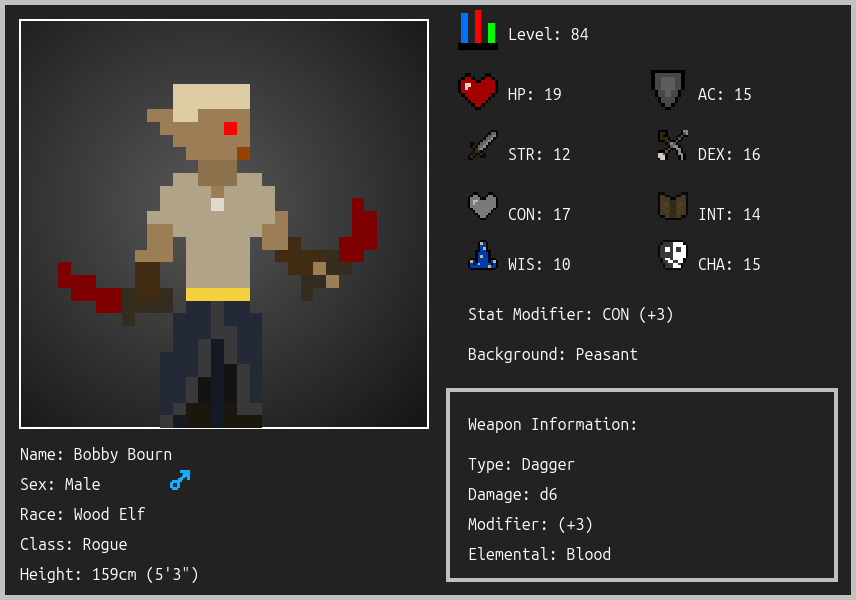 Level: 84
HP: 19
AC: 15
STR: 12
DEX: 16
CON: 17
INT: 14
WIS: 10
CHA: 15
Stat Modifier: CON (+3)
Background: Peasant
Weapon Information:
Type: Dagger
Damage: d6
Modifier: (+3)
Elemental: Blood
Name: Bobby Bourn
Sex: Male
Race: Wood Elf
Class: Rogue
Height: 159cm (5'3")